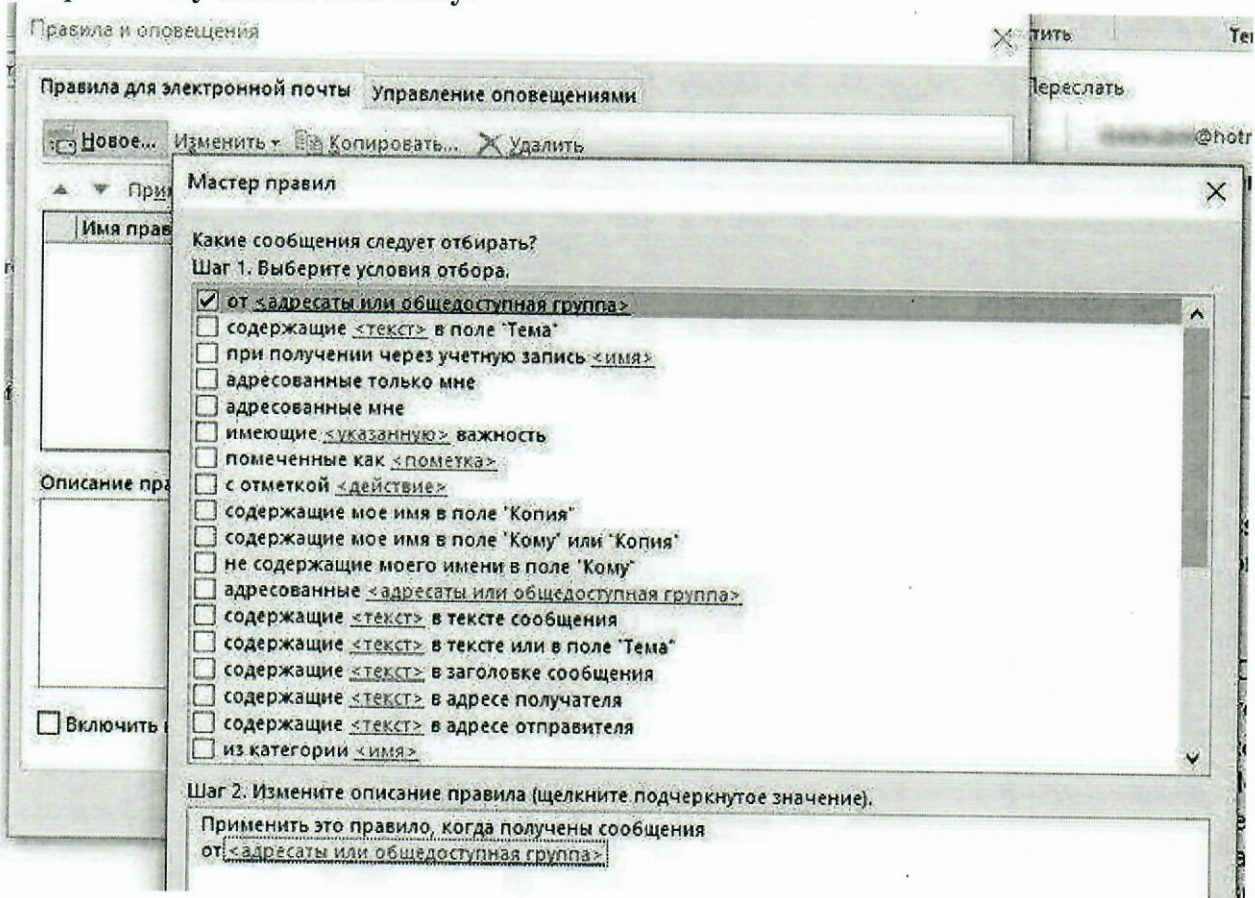 Правила и оповещения
Правила для электронной почты Управление оповещениями
Новое... Изменить Копировать... Удалить
Переслать
@hotr
Мастер правил
Имя прав
Какие сообщения следует отбирать?
Шаг 1. Выберите условия отбора.
от <адресаты или общедоступная группа>
содержащие <текст> в поле "Тема"
при получении через учетную запись <имя>
адресованные только мне
адресованные мне
имеющие <указанную> важность
помеченные как <пометка>
с отметкой <действие>
содержащие мое имя в поле "Копия"
содержащие мое имя в поле "Кому" или "Копия"
не содержащие моего имени в поле "Кому"
адресованные <адресаты или общедоступная группа>
содержащие <текст> в тексте сообщения
содержащие <текст> в тексте или в поле "Тема"
содержащие <текст> в заголовке сообщения
содержащие <текст> в адресе получателя
содержащие <текст> в адресе отправителя
из категории <имя>
Описание пра
Включить
Шаг 2. Измените описание правила (щелкните подчеркнутое значение).
Применить это правило, когда получены сообщения
от <адресаты или общедоступная группа>